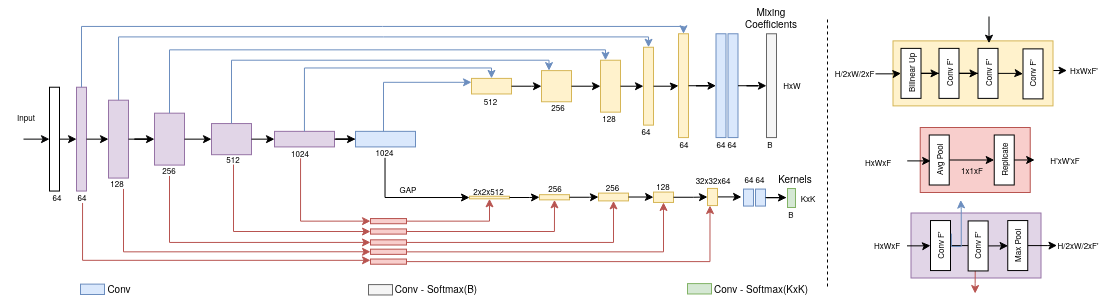 Mixing
Coefficients
Input
64
64
128
256
512
1024
1024
512
256
128
64
64
64 64
B
HxW
GAP
2x2x512
256
256
128
32x32x64
64 64
Kernels
KxK
B
Conv
Conv - Softmax(B)
Conv - Softmax(KxK)
H/2xW/2xF
Bilinear Up
Conv F'
Conv F'
Conv F'
HxWxF'
HxWxF
Avg Pool
1x1xF
Replicate
H'xW'xF
HxWxF
Conv F'
Conv F'
Max Pool
H/2xW/2xF'